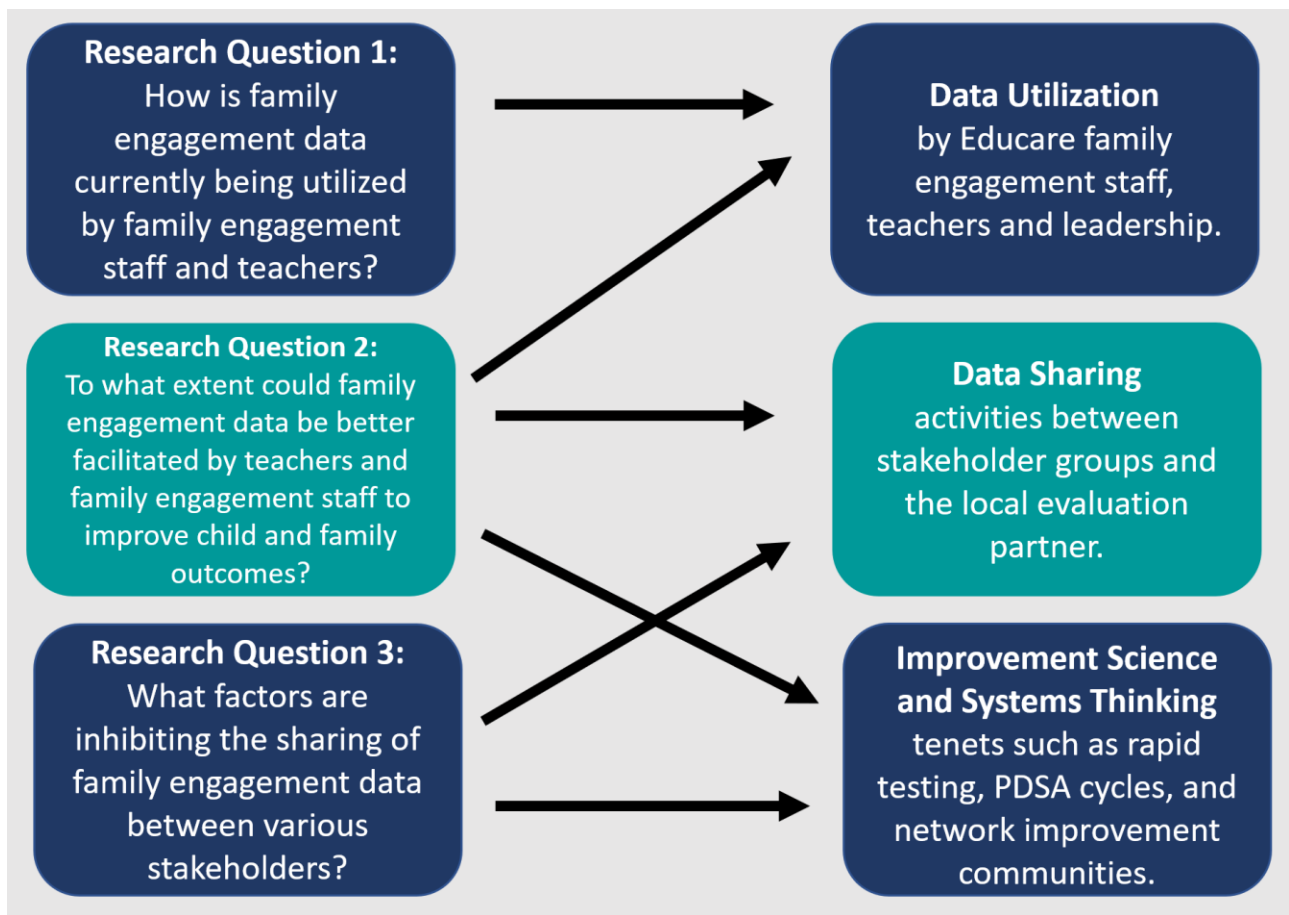 Research Question 1:
How is family
engagement data
currently being utilized
by family engagement
staff and teachers?
Data Utilization
by Educare family
engagement staff,
teachers and leadership.
Research Question 2:
To what extent could family
engagement data be better
facilitated by teachers and
family engagement staff to
improve child and family
outcomes?
Data Sharing
activities between
stakeholder groups and
the local evaluation
partner.
Research Question 3:
What factors are
inhibiting the sharing of
family engagement data
between various
stakeholders?
Improvement Science
and Systems Thinking
tenets such as rapid
testing, PDSA cycles, and
network improvement
communities.